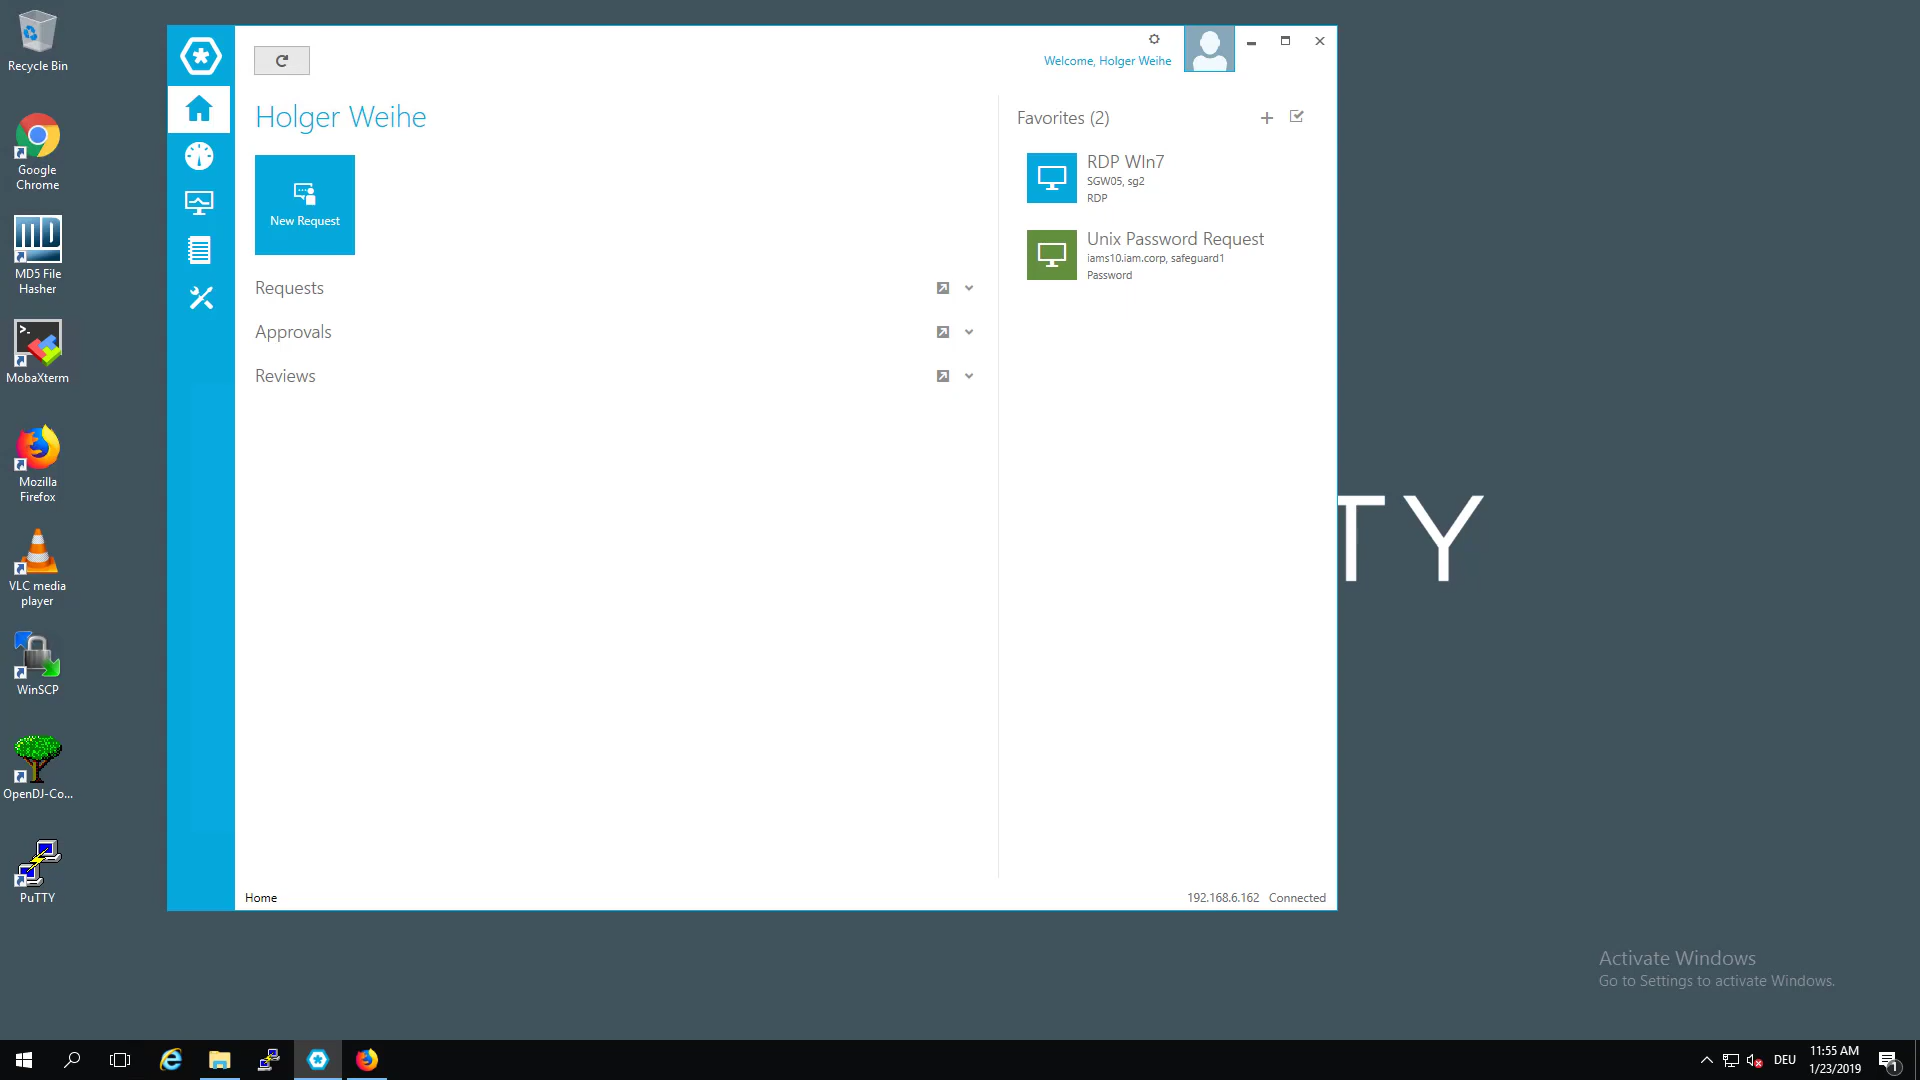 Recycle Bin
Google
Chrome
MD5 File
Hasher
MobaXterm
Mozilla
Firefox
VLC media
player
WinSCP
OpenDJ-Co...
PuTTY
Welcome, Holger Weihe
Holger Weihe
New Request
Requests
Approvals
Reviews
Favorites (2)
RDP WIn7
SGW05, sg2
RDP
Unix Password Request
iams10.iam.corp, safeguard1
Password
Home
192.168.6.162 Connected
TY
Activate Windows
Go to Settings to activate Windows.
DEU
11:55 AM
1/23/2019
1